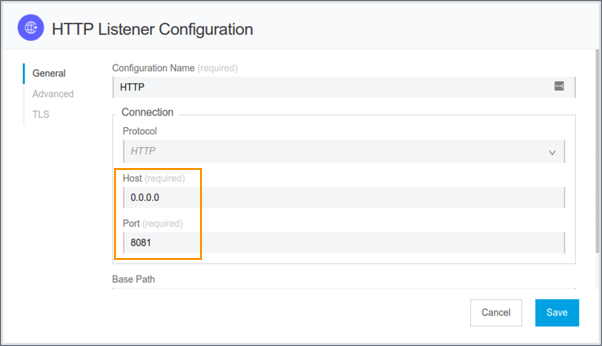 HTTP Listener Configuration
General
Advanced
TLS
Configuration Name (required)
HTTP
Connection
Protocol
HTTP
Host (required)
0.0.0.0
Port (required)
8081
Base Path
Cancel
Save